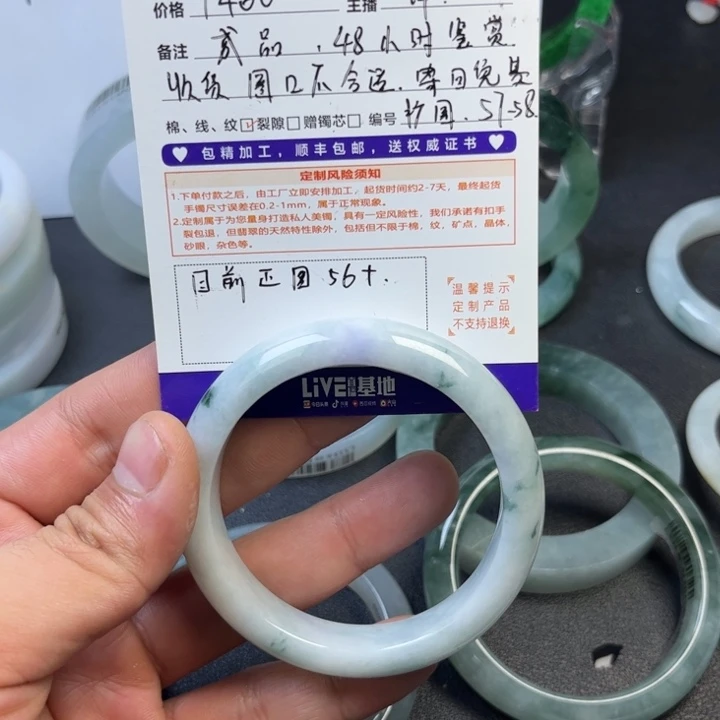 价格 1480 主播
备注 贰品，48小时鉴赏
收货圈口不合适，
棉、线、纹☑裂隙□赠镯芯□ 编号 扩圈.57-58.
包精加工，顺丰包邮，送权威证书
定制风险须知
1.下单付款之后，由工厂立即安排加工，起货时间约2-7天，最终起货
手镯尺寸误差在0.2-1mm，属于正常现象。
2.定制属于为您量身打造私人美镯，具有一定风险性，我们承诺有扣手
裂包退，但翡翠的天然特性除外，包括但不限于棉，纹，矿点，晶体，
砂眼，杂色等。
目前正圈.56+.
温馨提示
定制产品
不支持退换
LiVE直播基地